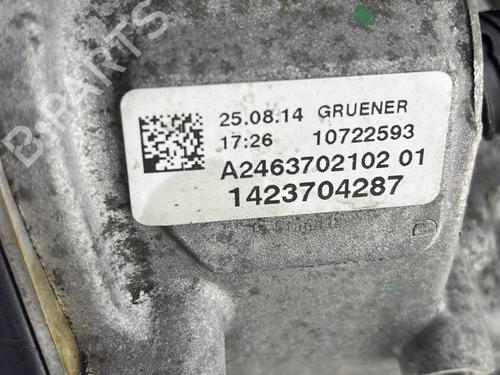 B-PARTS
25.08.14 GRUENER
17:26 10722593
A2463702102 01
1423704287